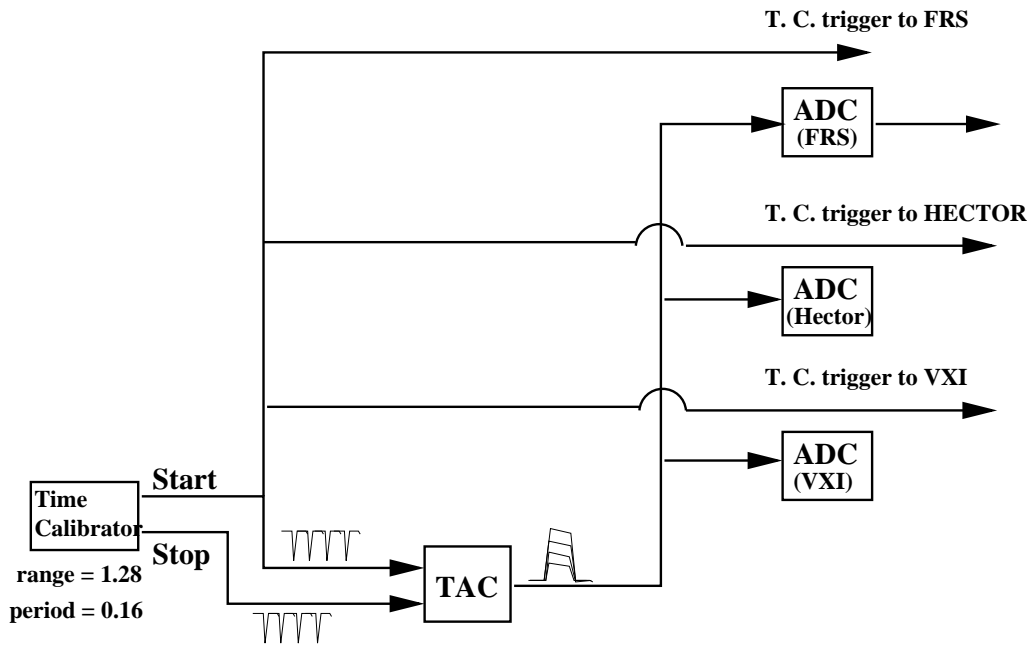 T. C. trigger to FRS
ADC
(FRS)
T. C. trigger to HECTOR
ADC
(Hector)
T. C. trigger to VXI
ADC
(VXI)
Start
Time
Calibrator
Stop
TAC
range = 1.28
period = 0.16